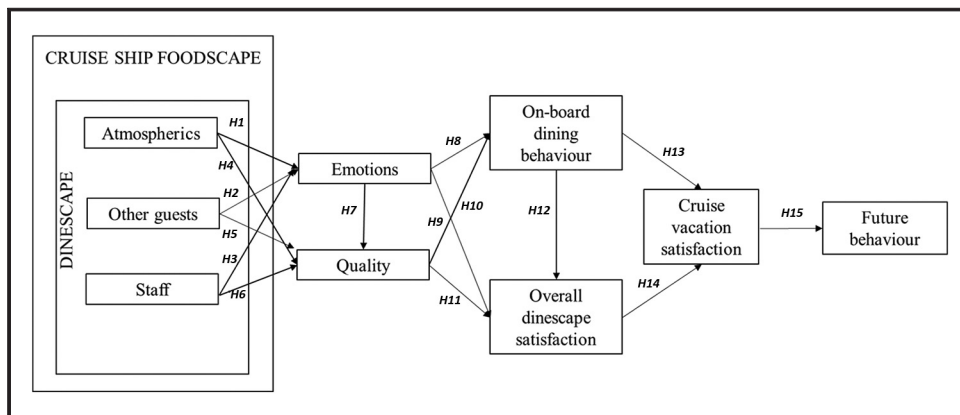 CRUISE SHIP FOODSCAPE
DINESCAPE
Atmospherics
Other guests
Staff
H1
H4
H2
H5
H3
H6
Emotions
H7
Quality
H8
H9
H10
H11
On-board
dining
behaviour
H12
Overall
dinescape
satisfaction
H13
H14
Cruise
vacation
satisfaction
H15
Future
behaviour